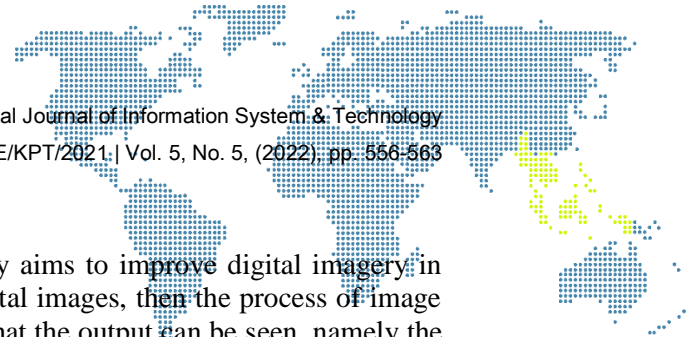 al Journal of Information System & Technology
E/KPT/2021 | Vol. 5, No. 5, (2022), pp. 556-563
y aims to improve digital imagery in
tal images, then the process of image
hat the output can be seen, namely the